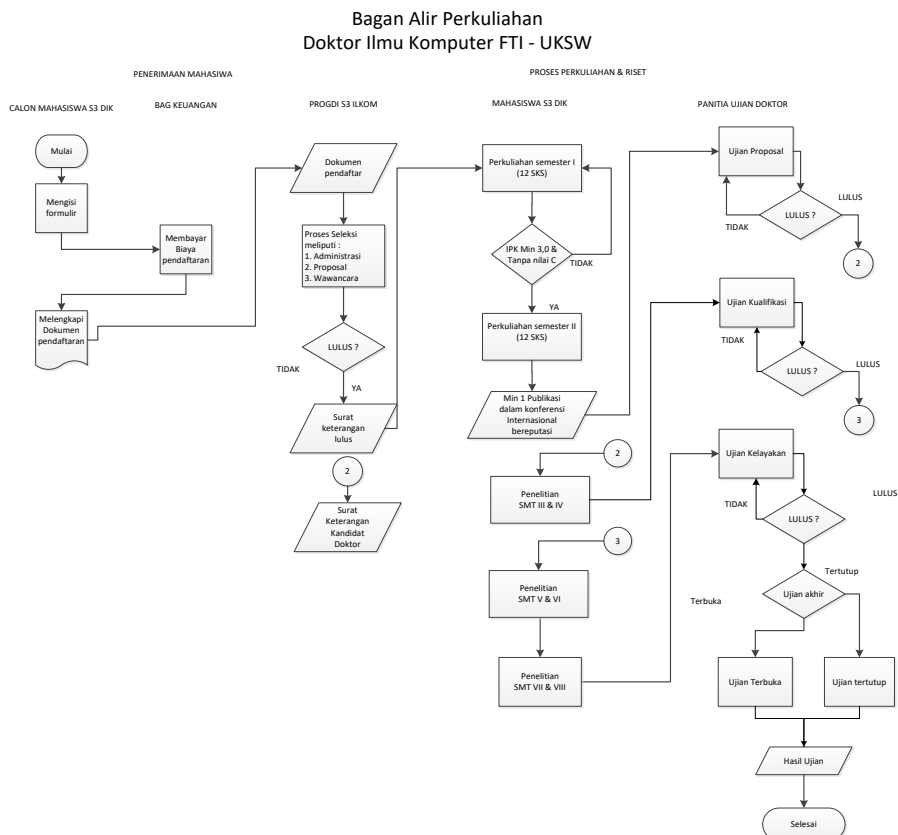 Bagan Alir Perkuliahan
Doktor Ilmu Komputer FTI - UKSW
PENERIMAAN MAHASIWA
PROSES PERKULIAHAN & RISET
CALON MAHASISWA S3 DIK
BAG KEUANGAN
PROGDI S3 ILKOM
MAHASISWA S3 DIK
PANITIA UJIAN DOKTOR
Mulai
Mengisi
formulir
Membayar
Biaya
pendaftaran
Melengkapi
Dokumen
pendaftaran
Dokumen
pendaftar
Proses Seleksi
meliputi :
1. Administrasi
2. Proposal
3. Wawancara
LULUS ?
TIDAK
YA
Surat
keterangan
lulus
2
Surat
Keterangan
Kandidat
Doktor
Perkuliahan semester I
(12 SKS)
IPK Min 3,0 &
Tanpa nilai C
TIDAK
YA
Perkuliahan semester II
(12 SKS)
Min 1 Publikasi
dalam konferensi
Internasional
bereputasi
2
Penelitian
SMT III & IV
3
Penelitian
SMT V & VI
Penelitian
SMT VII & VIII
Ujian Proposal
LULUS ?
TIDAK
LULUS
2
Ujian Kualifikasi
TIDAK
LULUS ?
LULUS
3
Ujian Kelayakan
TIDAK
LULUS
LULUS ?
Tertutup
Ujian akhir
Terbuka
Ujian Terbuka
Ujian tertutup
Hasil Ujian
Selesai